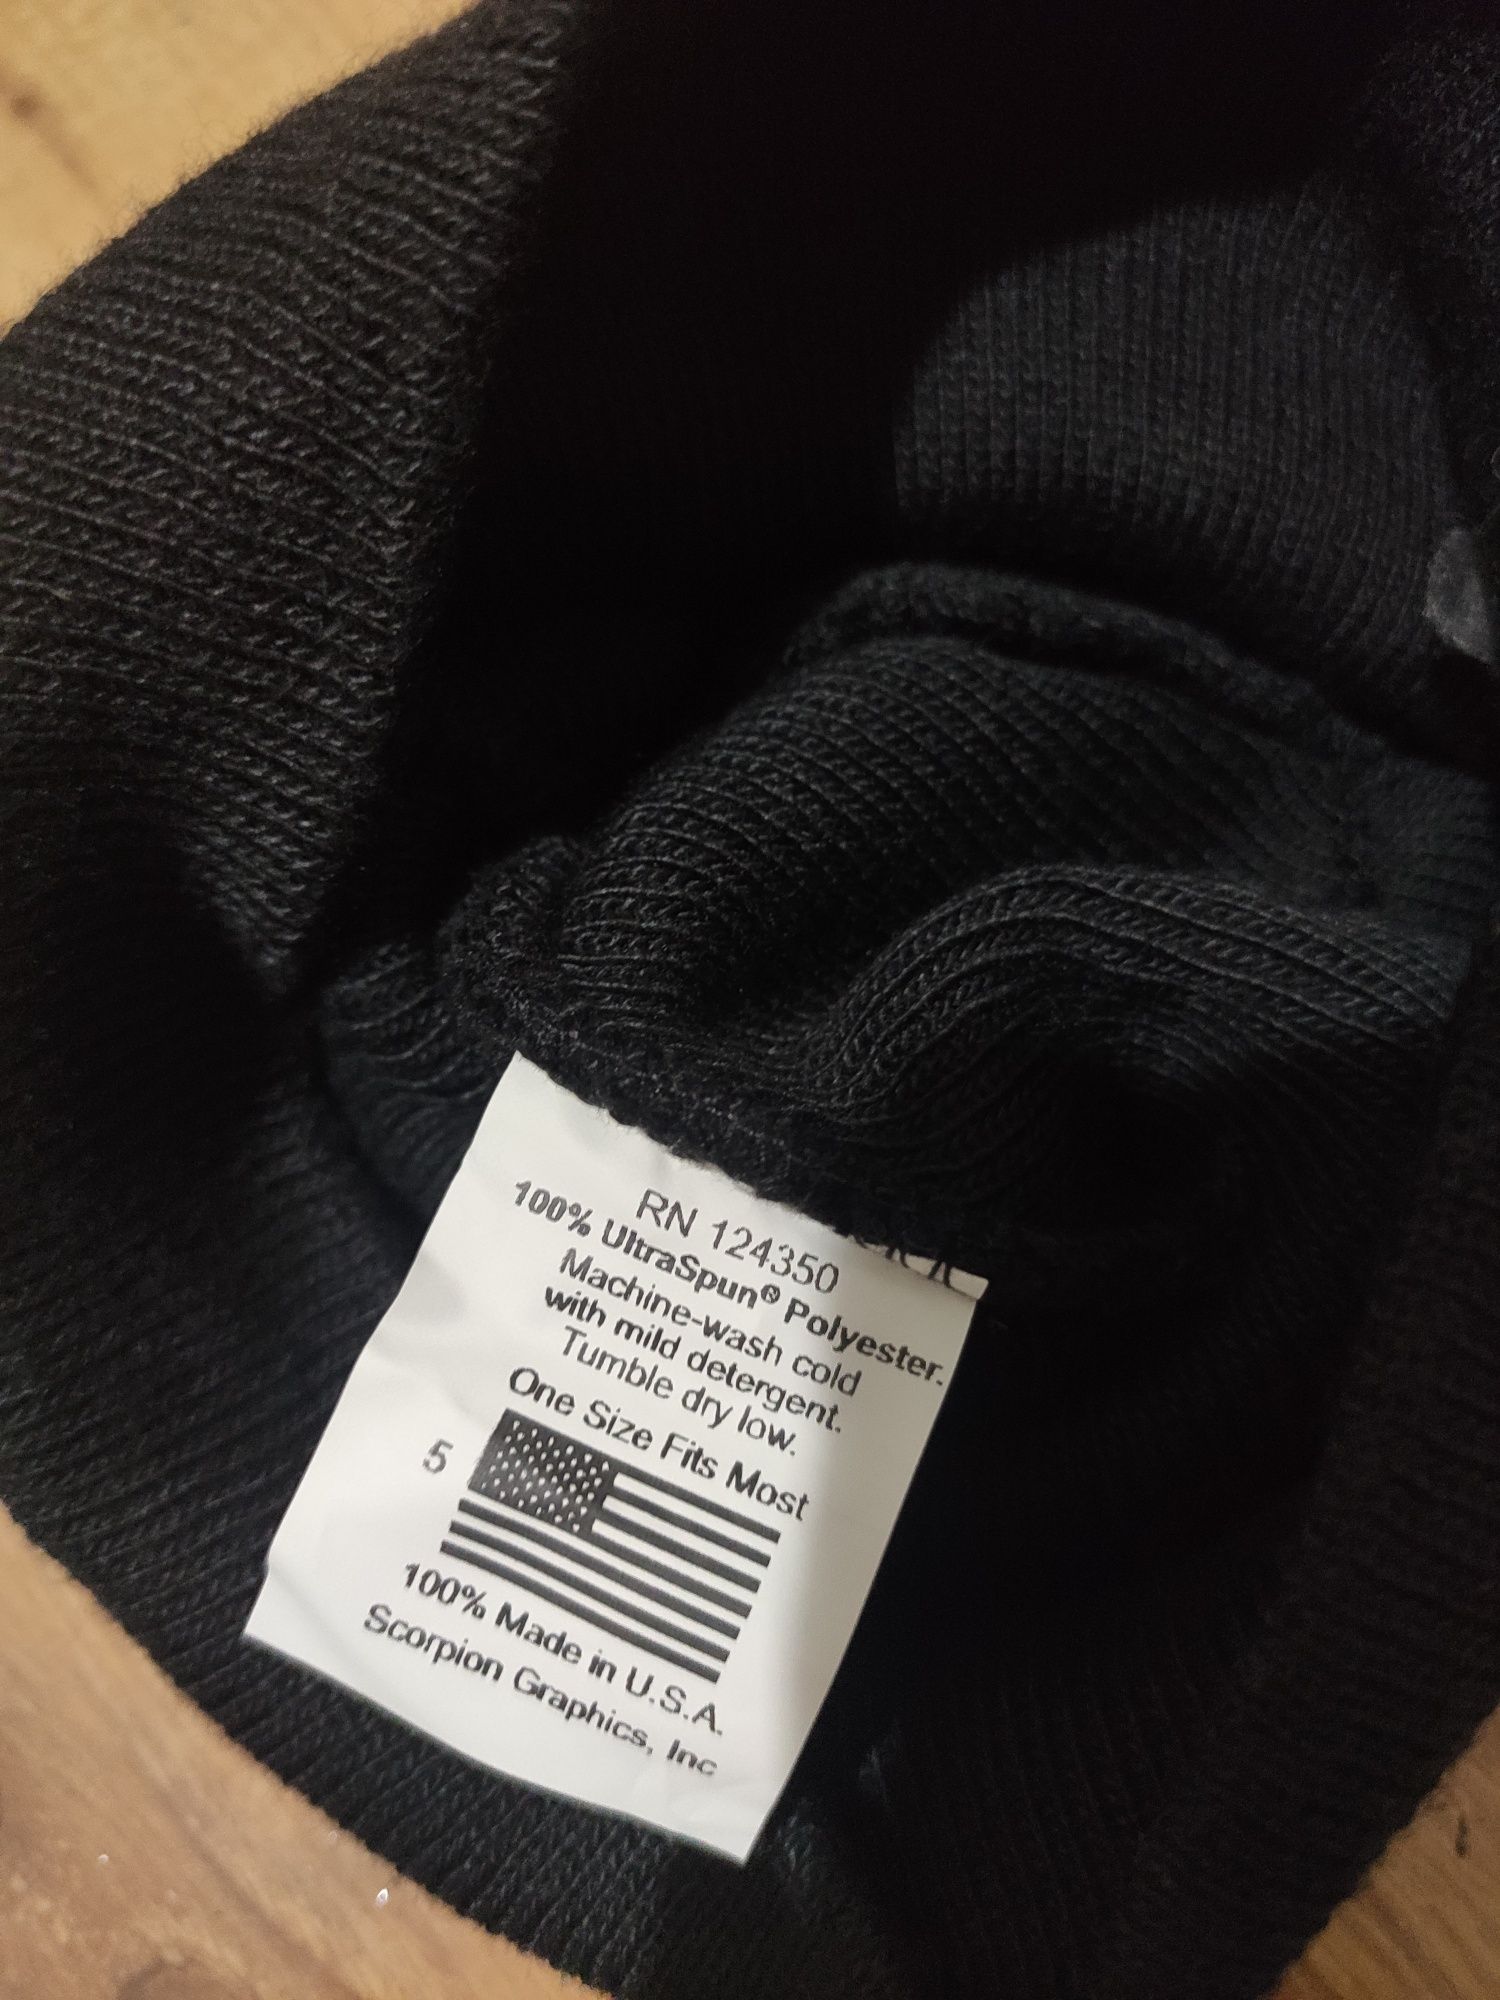 RN 124350
100% UltraSpun® Polyester.
Machine-wash cold
with mild detergent.
Tumble dry low.
One Size Fits Most
5
100% Made in U.S.A.
Scorpion Graphics, Inc